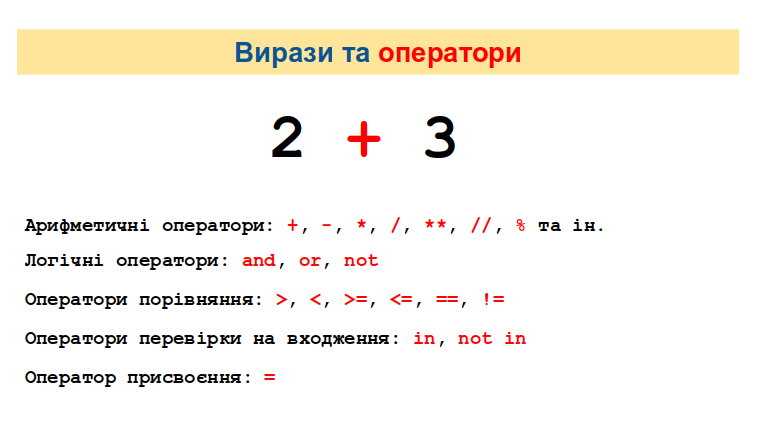 Вирази та оператори
2 + 3
Арифметичні оператори: +, -, *, /, **, //, % та ін.
Логічні оператори: and, or, not
Оператори порівняння: >, <, >=, <=, ==, !=
Оператори перевірки на входження: in, not in
Оператор присвоєння: =